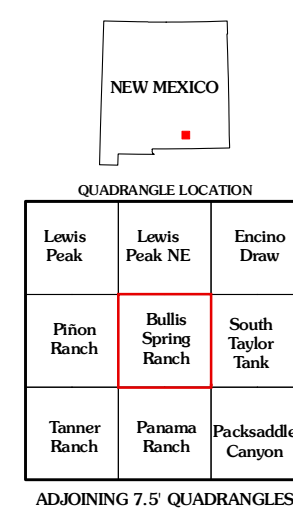 NEW MEXICO
QUADRANGLE LOCATION
Lewis
Peak
Lewis
Peak NE
Encino
Draw
Piñon
Ranch
Bullis
Spring
Ranch
South
Taylor
Tank
Tanner
Ranch
Panama
Ranch
Packsaddle
Canyon
ADJOINING 7.5' QUADRANGLES